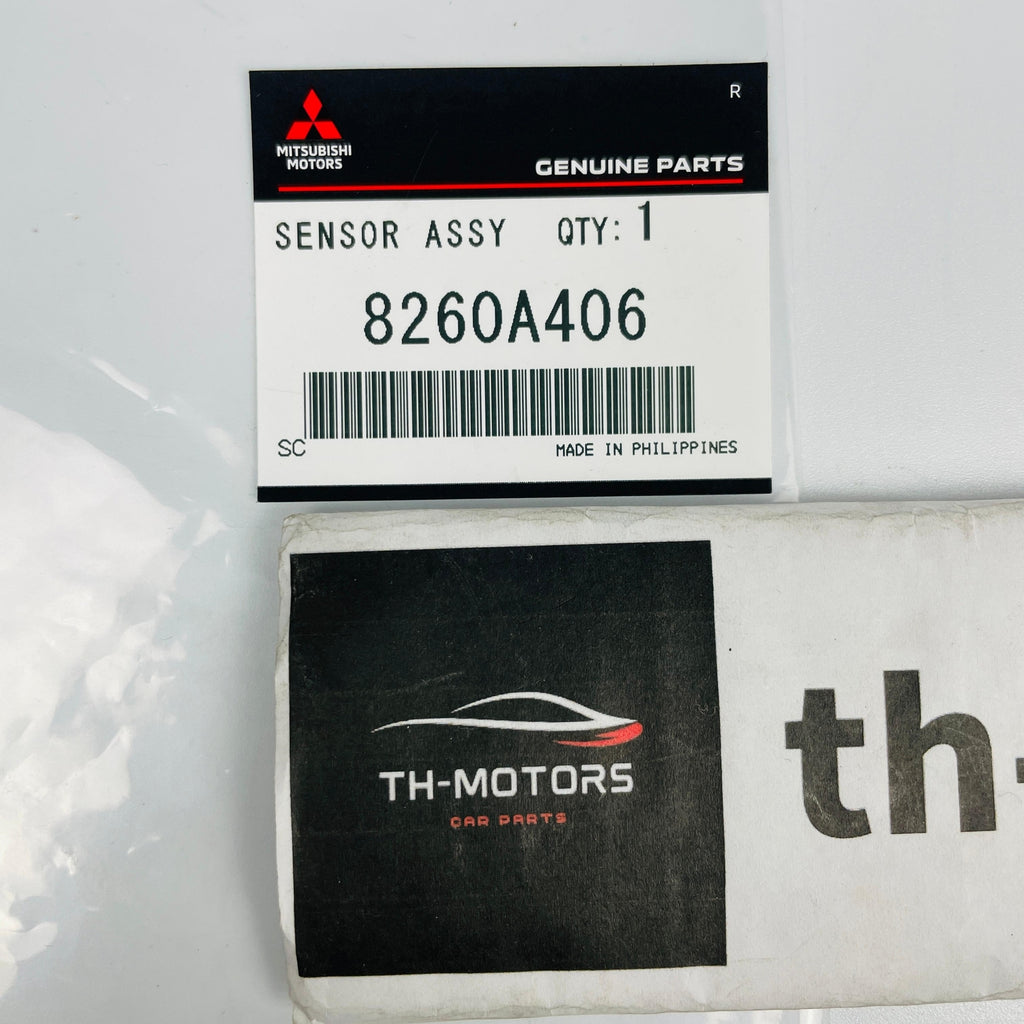 R
MITSUBISHI
MOTORS
GENUINE PARTS
SENSOR ASSY QTY: 1
8260A406
SC
MADE IN PHILIPPINES
TH-MOTORS
CAR PARTS
th-